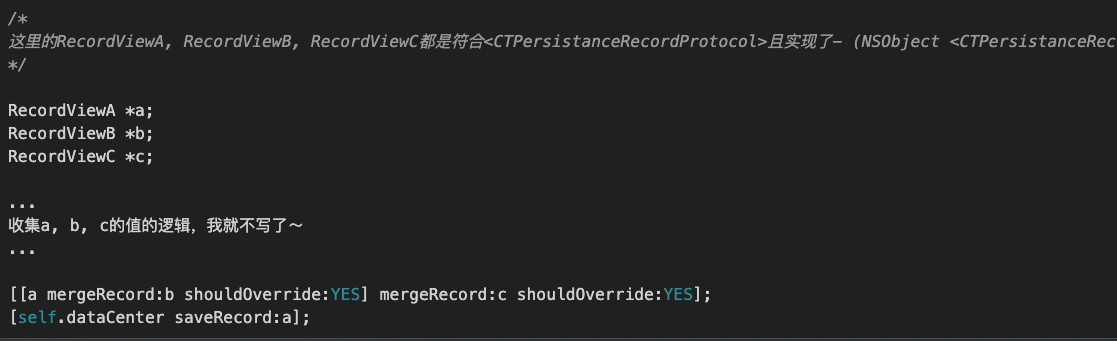 /*
这里的RecordViewA, RecordViewB, RecordViewC都是符合<CTPersistanceRecordProtocol>且实现了- (NSObject <CTPersistanceRec
*/
RecordViewA *a;
RecordViewB *b;
RecordViewC *c;
...
收集a, b, c的值的逻辑，我就不写了～
...
[[a mergeRecord:b shouldOverride:YES] mergeRecord:c shouldOverride:YES];
[self.dataCenter saveRecord:a];